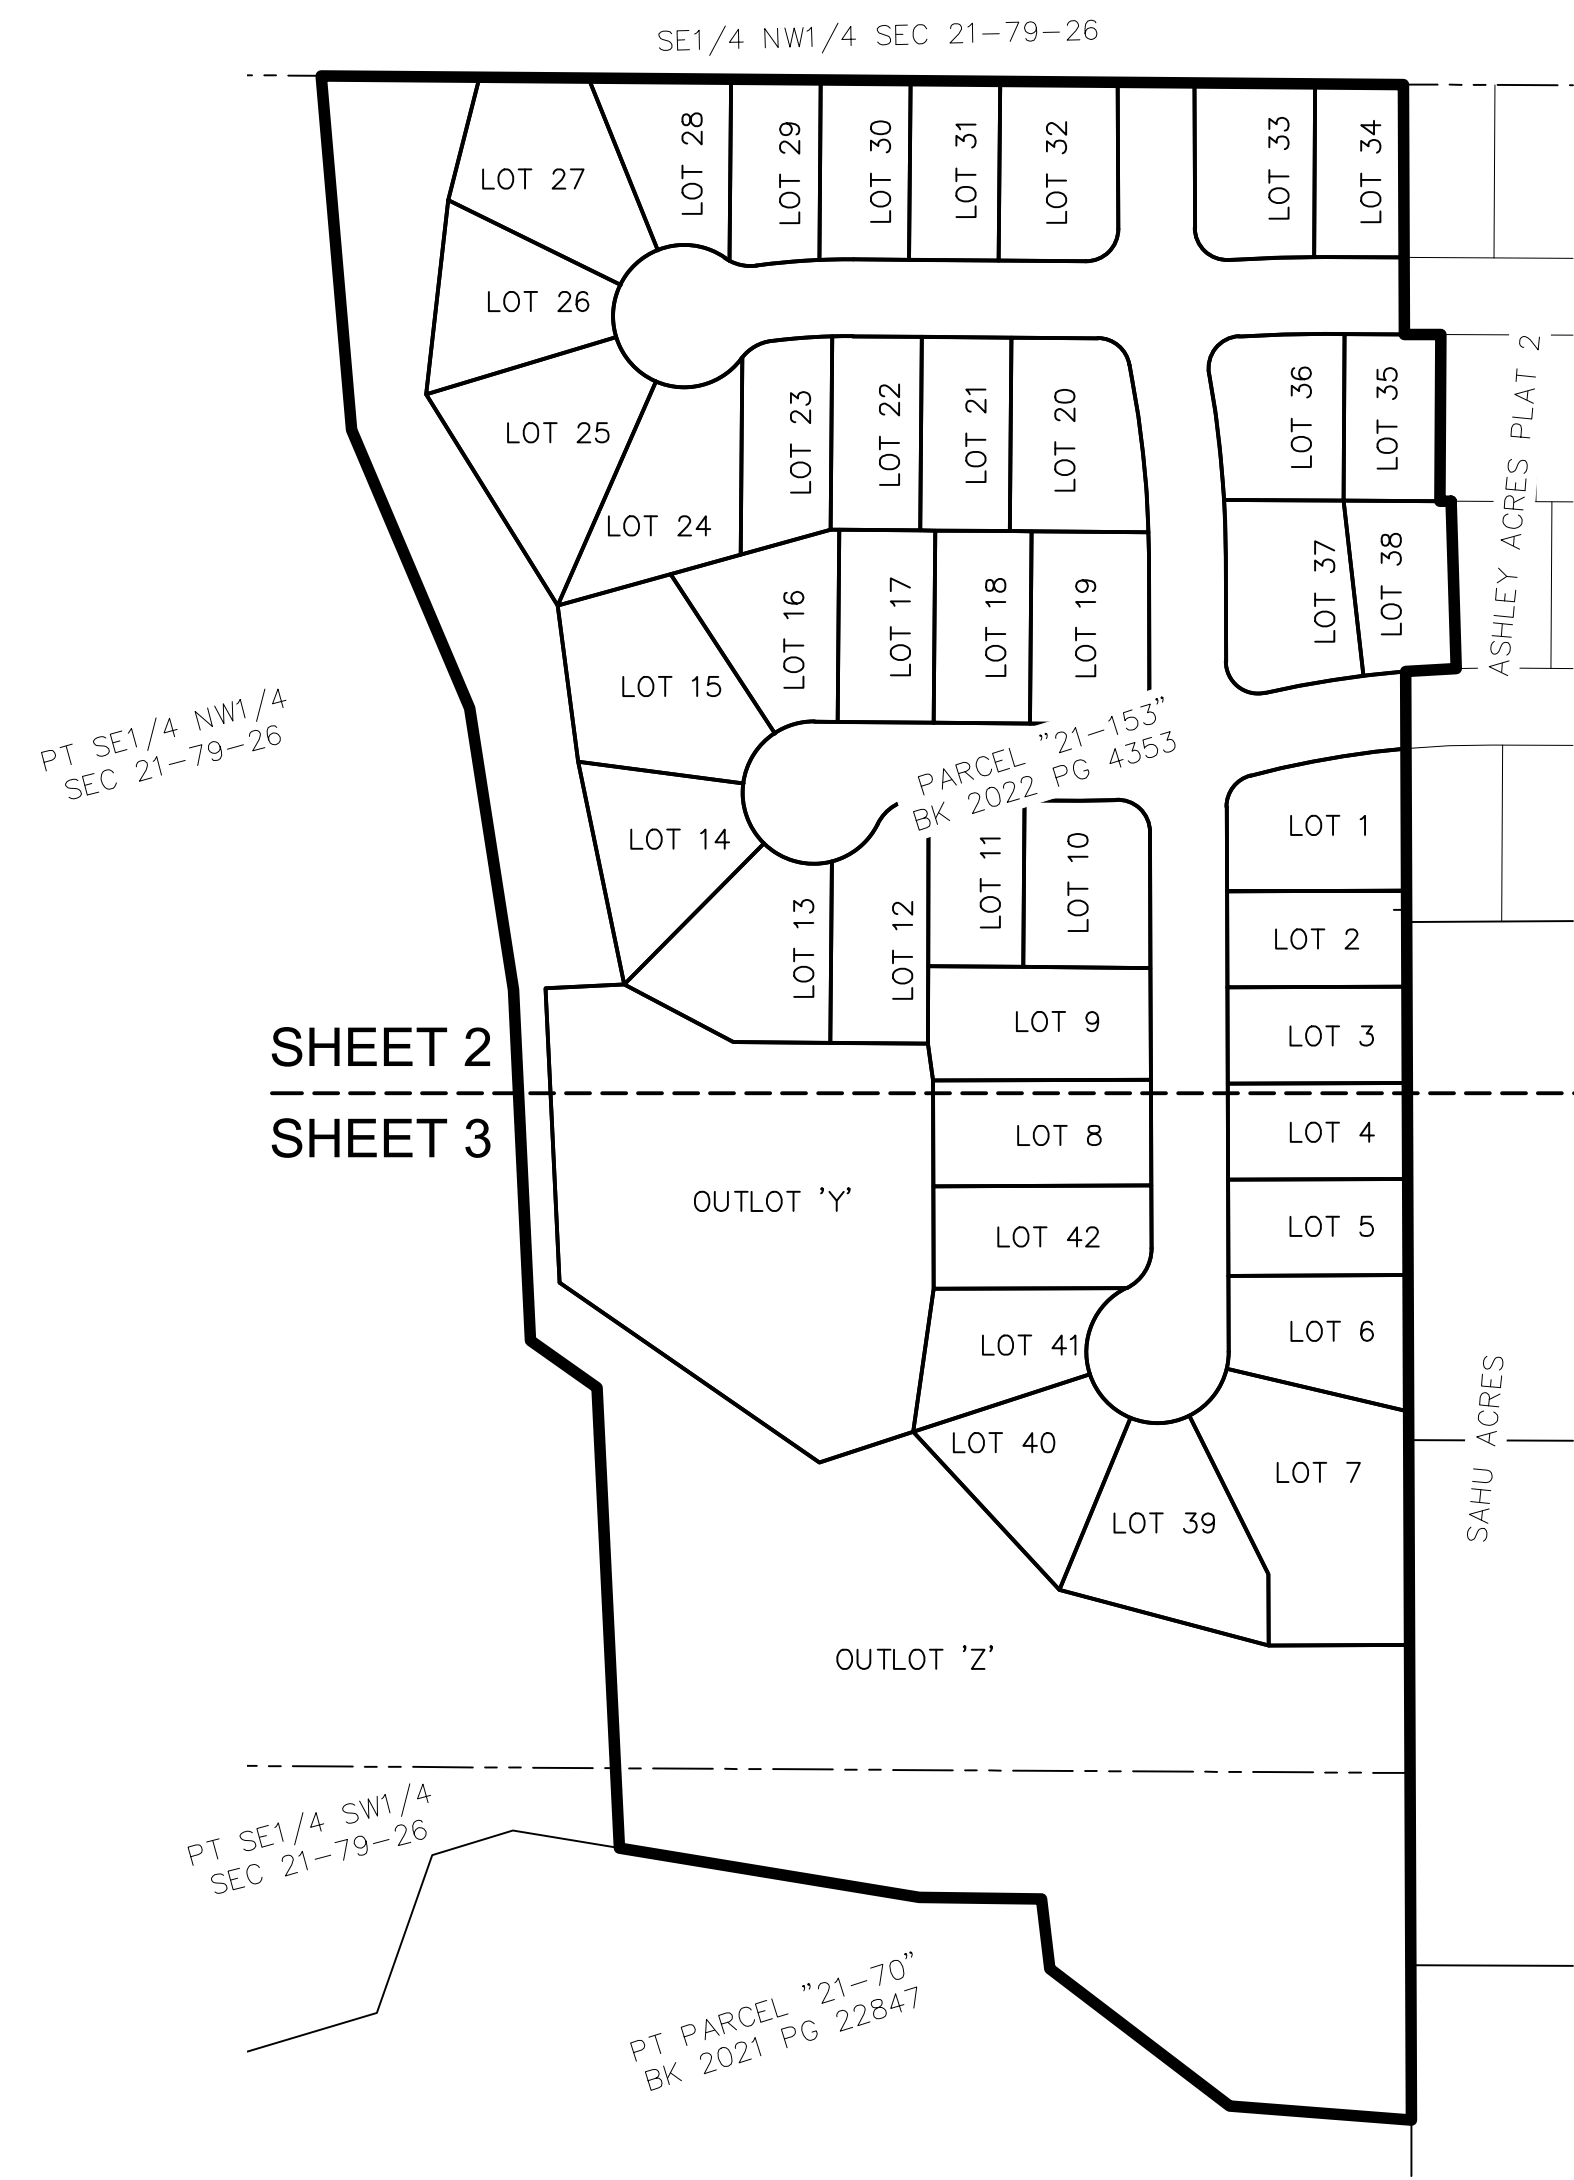 SE1/4 NW1/4 SEC 21-79-26
LOT 27
LOT 28
LOT 29
LOT 30
LOT 31
LOT 32
LOT 33
LOT 34
LOT 26
LOT 25
LOT 24
LOT 23
LOT 22
LOT 21
LOT 20
LOT 36
LOT 35
ASHLEY ACRES PLAT 2
LOT 37
LOT 38
LOT 15
LOT 16
LOT 17
LOT 18
LOT 19
PT SE1/4 NW1/4
SEC 21-79-26
PARCEL "21-153"
BK 2022 PG 4353
LOT 14
LOT 13
LOT 12
LOT 11
LOT 10
LOT 1
LOT 2
LOT 9
LOT 3
SHEET 2
SHEET 3
LOT 8
LOT 4
OUTLOT 'Y'
LOT 42
LOT 5
LOT 41
LOT 6
LOT 40
LOT 39
LOT 7
SAHU ACRES
OUTLOT 'Z'
PT SE1/4 SW1/4
SEC 21-79-26
PT PARCEL "21-70"
BK 2021 PG 22847